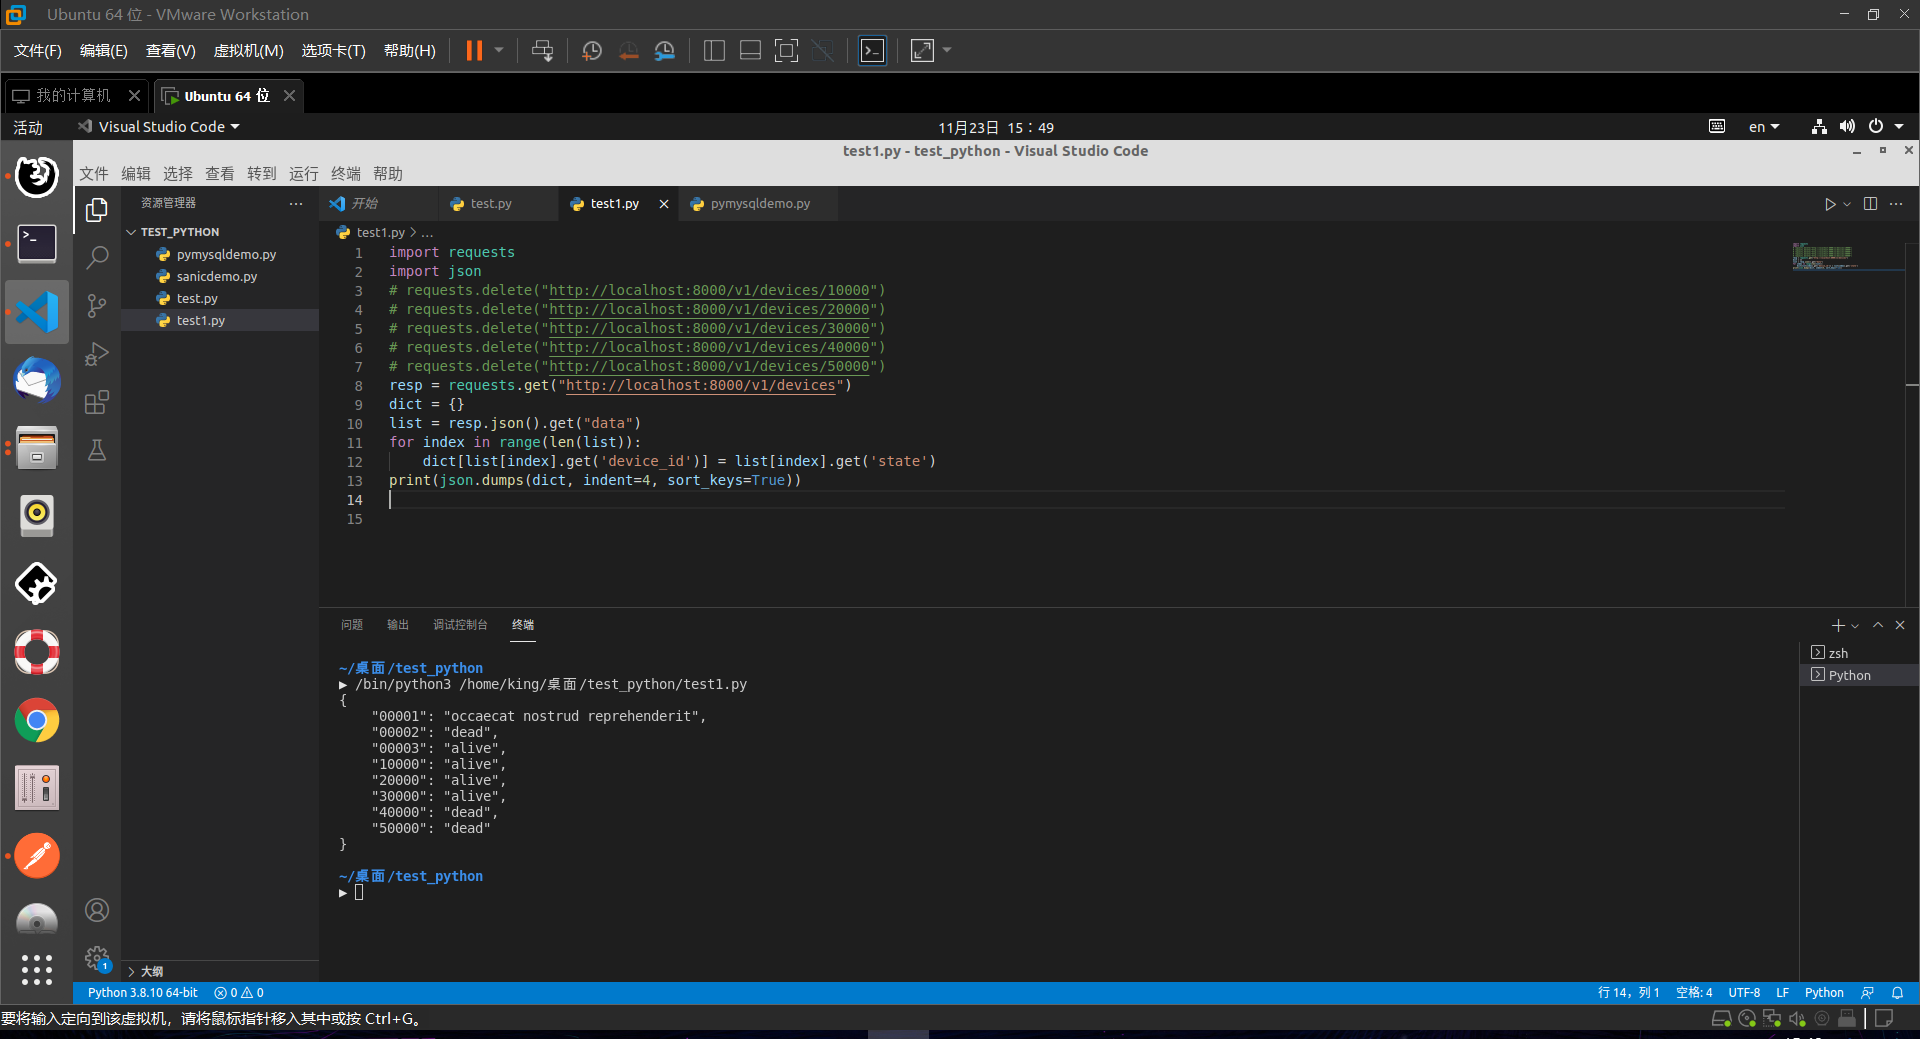 Ubuntu 64 位 - VMware Workstation
文件(F) 编辑(E) 查看(V) 虚拟机(M) 选项卡(T) 帮助(H)
我的计算机 Ubuntu 64 位
活动 Visual Studio Code 11月23日 15：49 en
test1.py - test_python - Visual Studio Code
文件 编辑 选择 查看 转到 运行 终端 帮助
资源管理器
TEST_PYTHON
pymysqldemo.py
sanicdemo.py
test.py
test1.py
大纲
开始 test.py test1.py pymysqldemo.py
test1.py > ...
1 import requests
2 import json
3 # requests.delete("http://localhost:8000/v1/devices/10000")
4 # requests.delete("http://localhost:8000/v1/devices/20000")
5 # requests.delete("http://localhost:8000/v1/devices/30000")
6 # requests.delete("http://localhost:8000/v1/devices/40000")
7 # requests.delete("http://localhost:8000/v1/devices/50000")
8 resp = requests.get("http://localhost:8000/v1/devices")
9 dict = {}
10 list = resp.json().get("data")
11 for index in range(len(list)):
12     dict[list[index].get('device_id')] = list[index].get('state')
13 print(json.dumps(dict, indent=4, sort_keys=True))
14
15
问题 输出 调试控制台 终端
zsh
Python
~/桌面/test_python
▶ /bin/python3 /home/king/桌面/test_python/test1.py
{
    "00001": "occaecat nostrud reprehenderit",
    "00002": "dead",
    "00003": "alive",
    "10000": "alive",
    "20000": "alive",
    "30000": "alive",
    "40000": "dead",
    "50000": "dead"
}
~/桌面/test_python
▶
1
Python 3.8.10 64-bit 0 0 行 14，列 1 空格: 4 UTF-8 LF Python
要将输入定向到该虚拟机，请将鼠标指针移入其中或按 Ctrl+G。